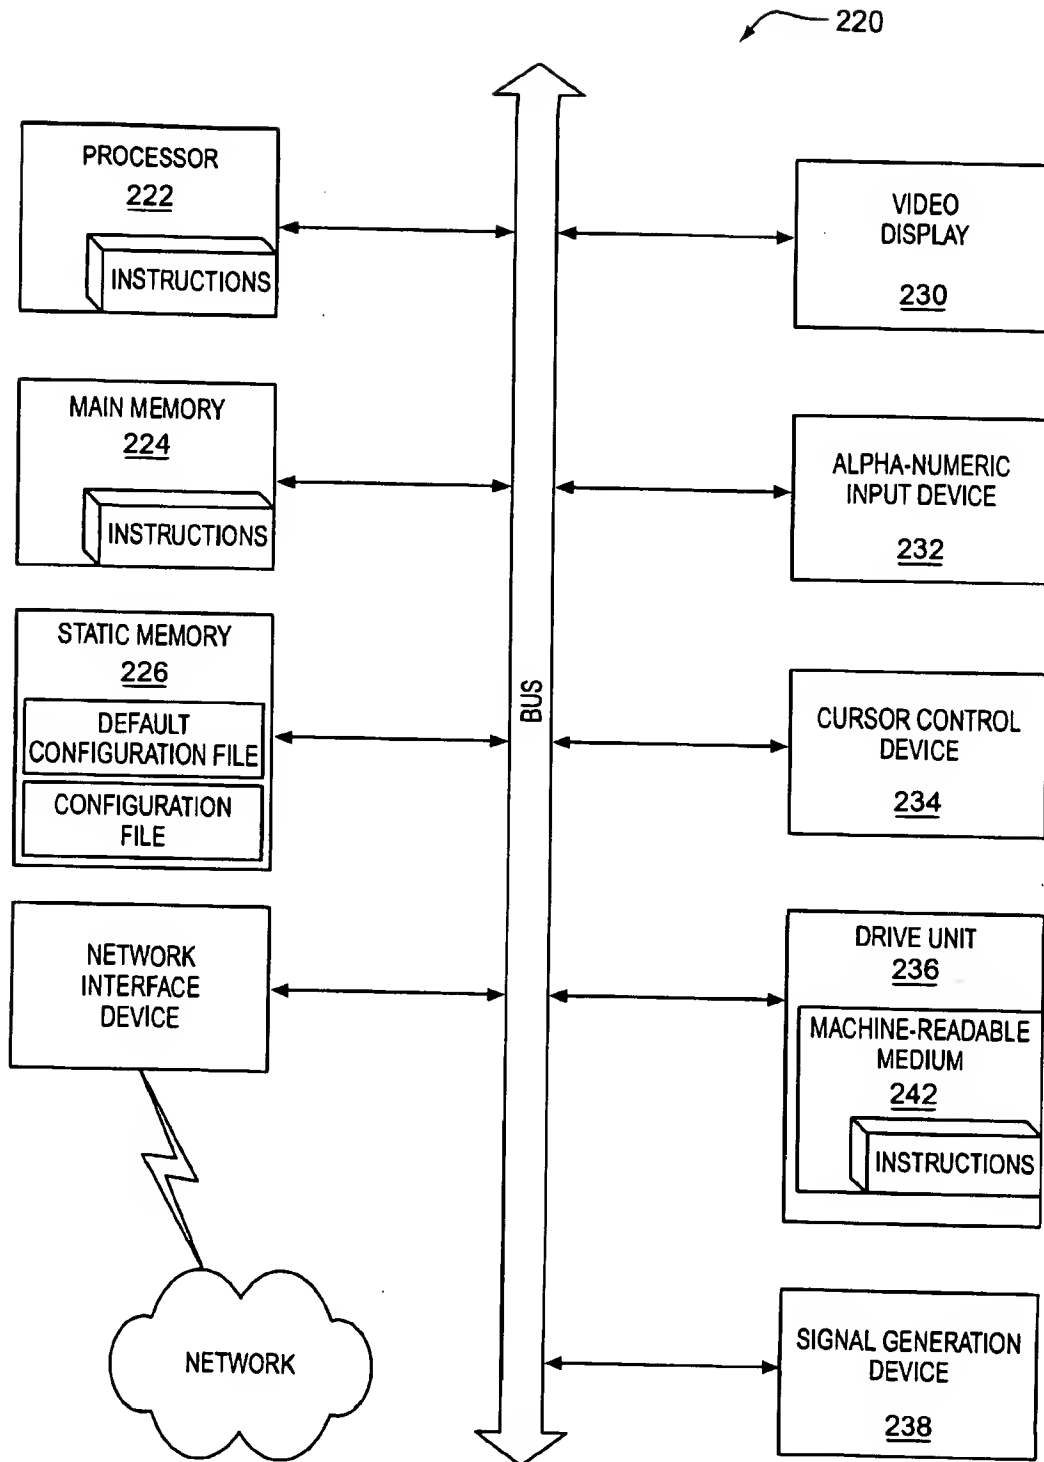 220
PROCESSOR
222
INSTRUCTIONS
MAIN MEMORY
224
INSTRUCTIONS
STATIC MEMORY
226
DEFAULT
CONFIGURATION FILE
CONFIGURATION
FILE
NETWORK
INTERFACE
DEVICE
NETWORK
BUS
VIDEO
DISPLAY
230
ALPHA-NUMERIC
INPUT DEVICE
232
CURSOR CONTROL
DEVICE
234
DRIVE UNIT
236
MACHINE-READABLE
MEDIUM
242
INSTRUCTIONS
SIGNAL GENERATION
DEVICE
238